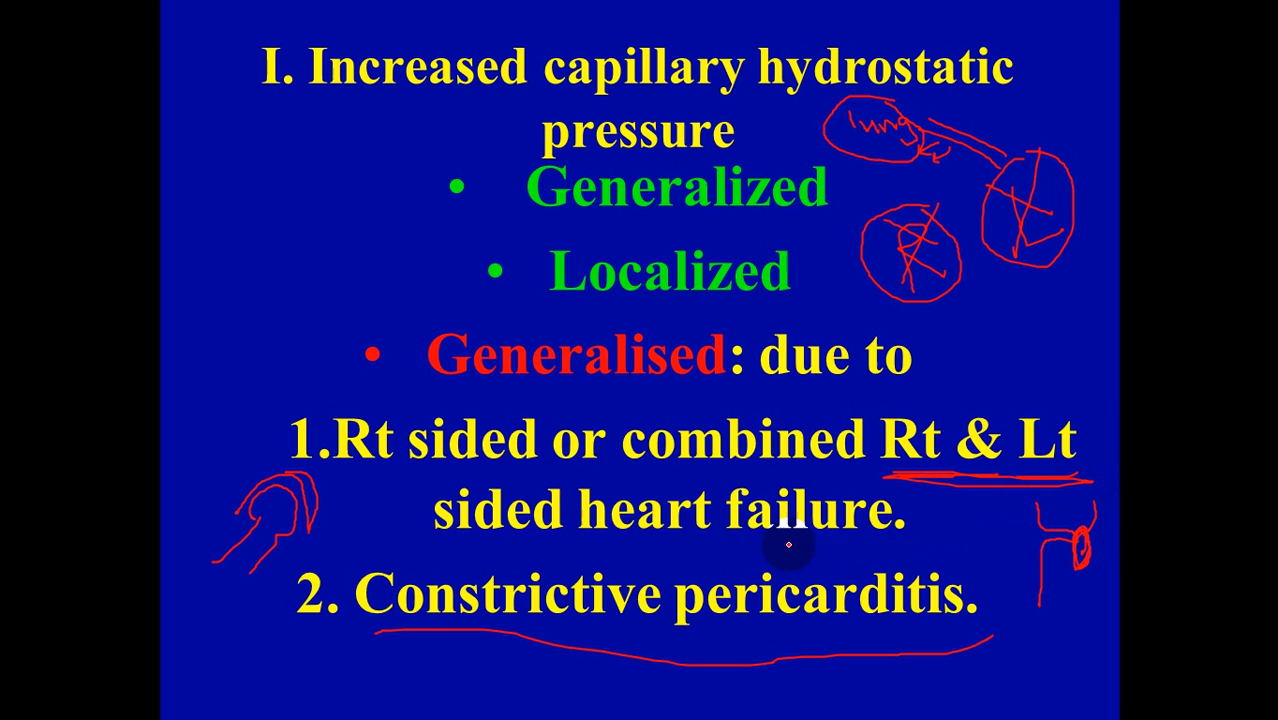 I. Increased capillary hydrostatic
pressure
lung
• Generalized
L
R
• Localized
• Generalised: due to
1.Rt sided or combined Rt & Lt
sided heart failure.
2. Constrictive pericarditis.